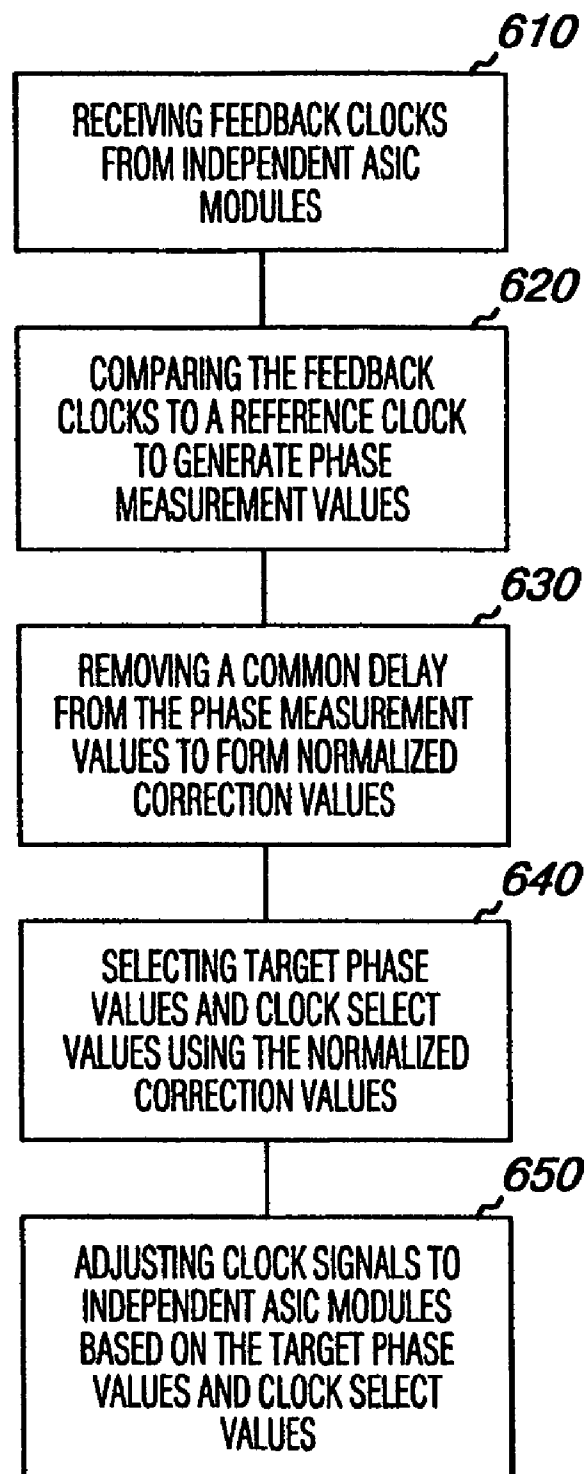 610
RECEIVING FEEDBACK CLOCKS
FROM INDEPENDENT ASIC
MODULES
620
COMPARING THE FEEDBACK
CLOCKS TO A REFERENCE CLOCK
TO GENERATE PHASE
MEASUREMENT VALUES
630
REMOVING A COMMON DELAY
FROM THE PHASE MEASUREMENT
VALUES TO FORM NORMALIZED
CORRECTION VALUES
640
SELECTING TARGET PHASE
VALUES AND CLOCK SELECT
VALUES USING THE NORMALIZED
CORRECTION VALUES
650
ADJUSTING CLOCK SIGNALS TO
INDEPENDENT ASIC MODULES
BASED ON THE TARGET PHASE
VALUES AND CLOCK SELECT
VALUES